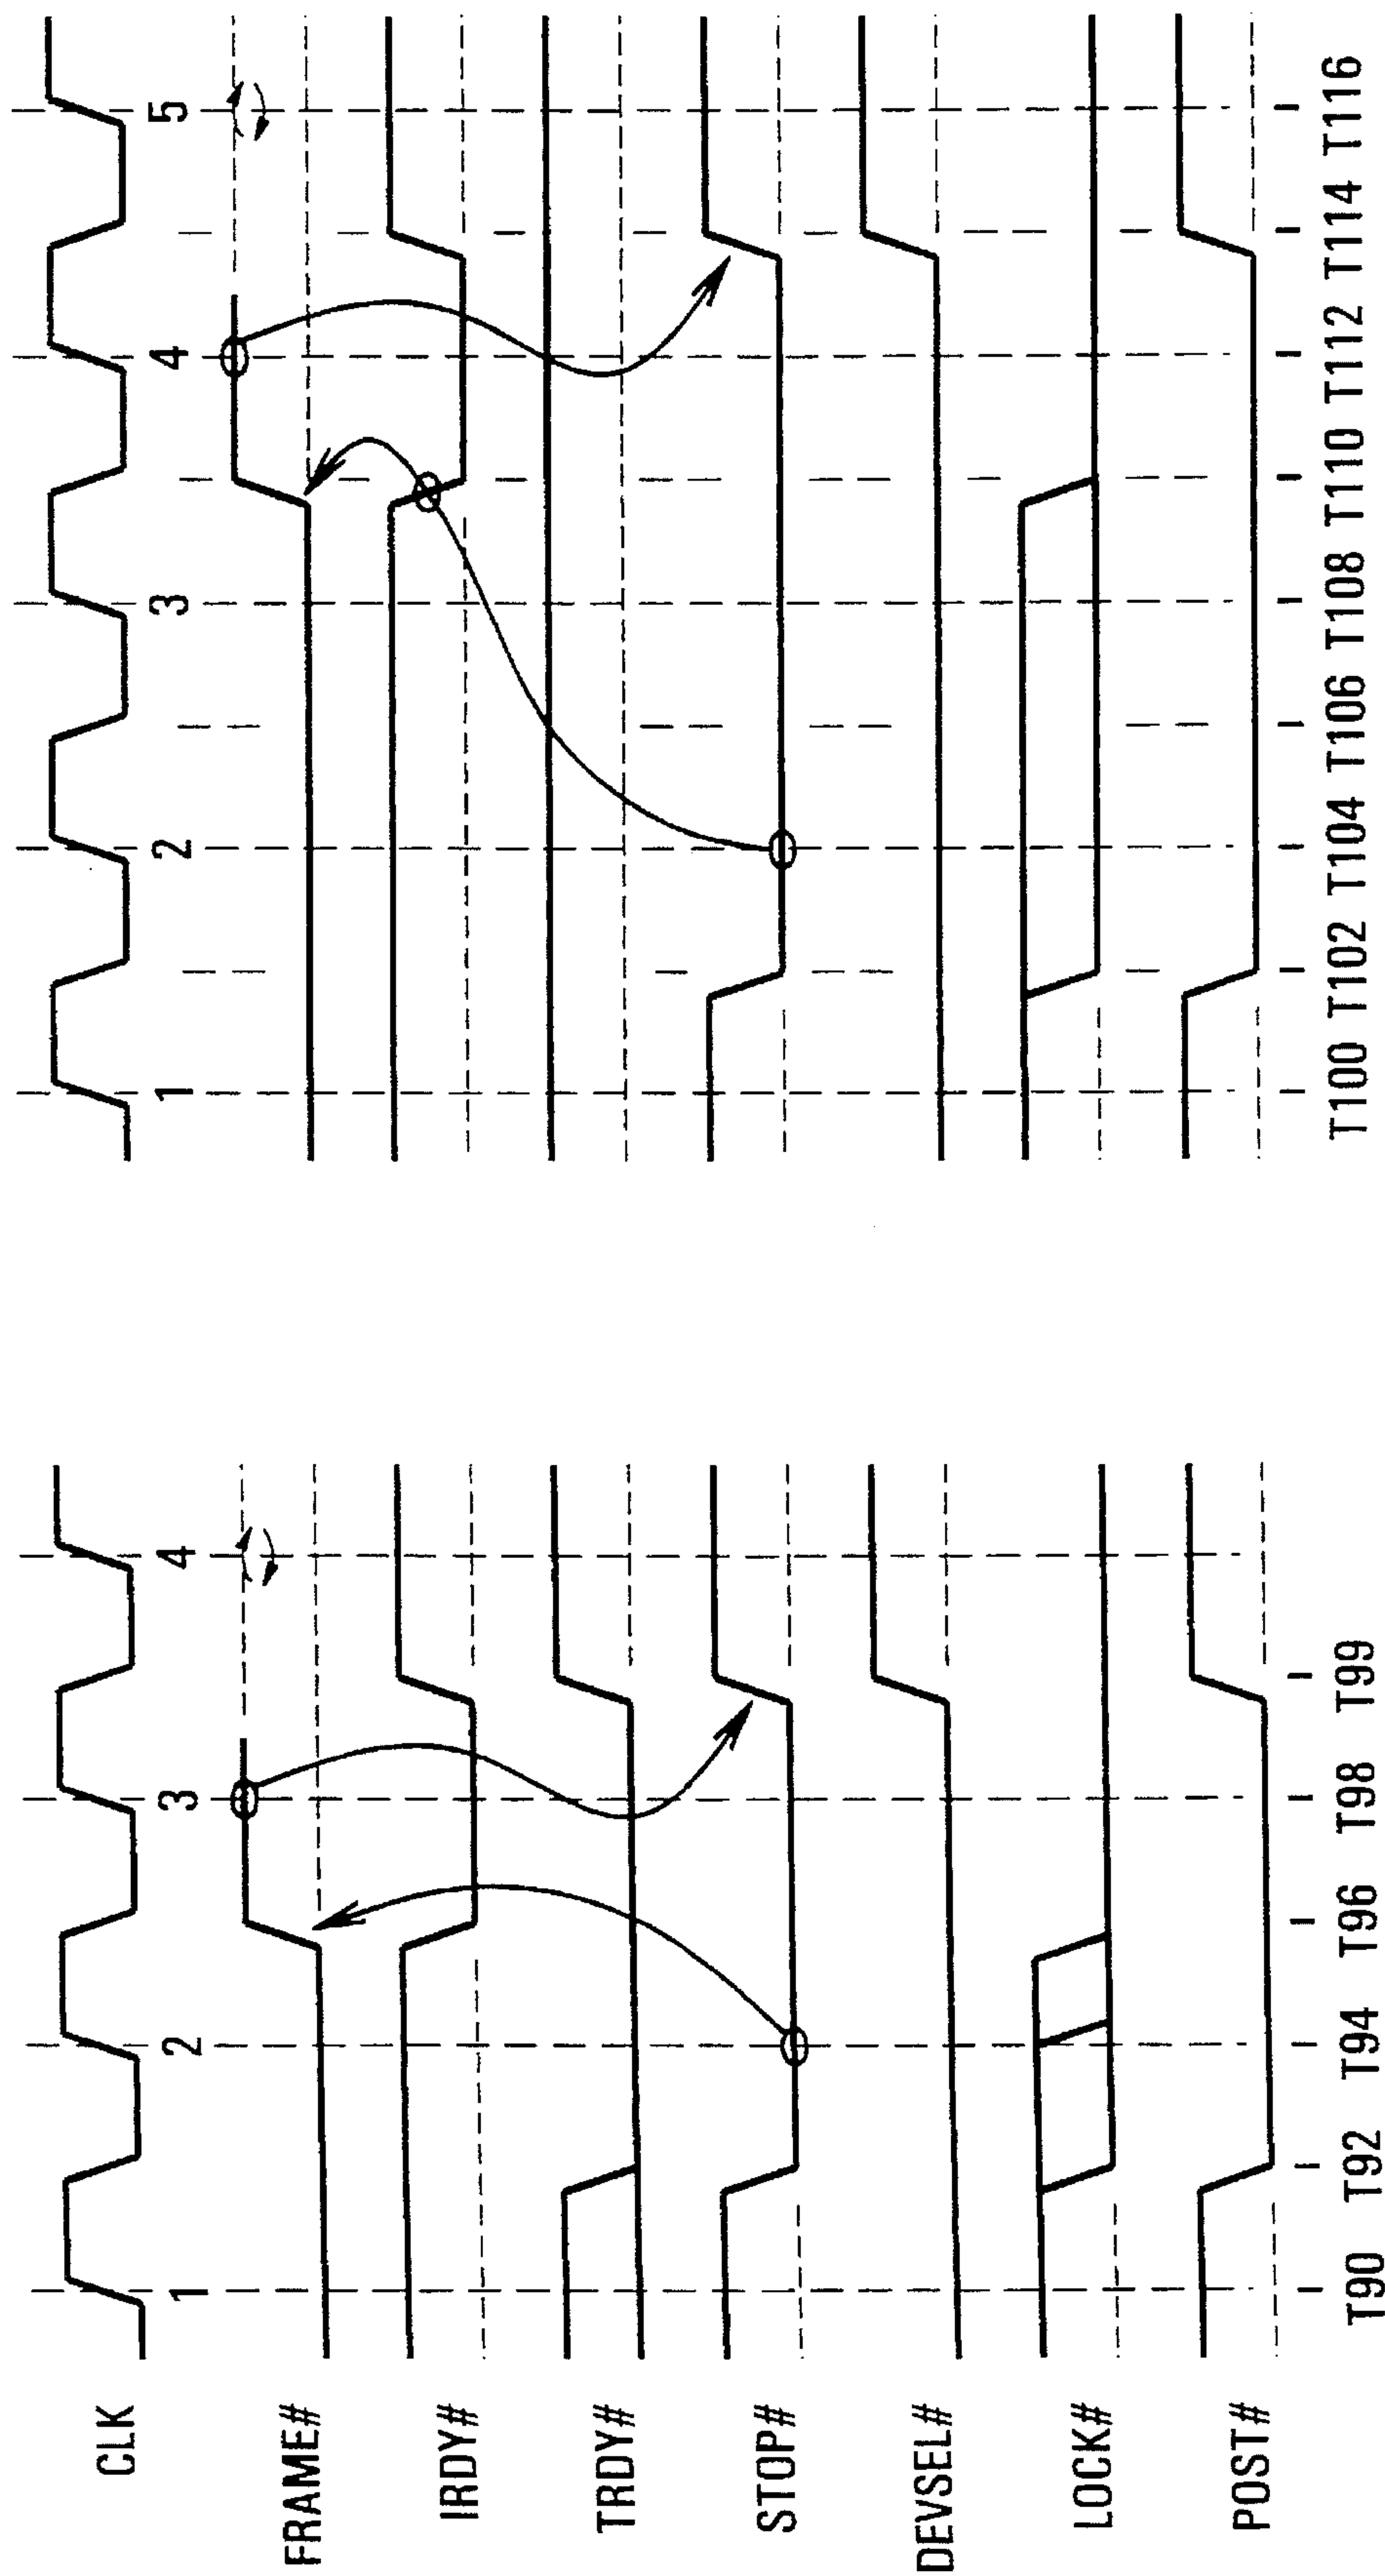 CLK
1 2 3 4
1 2 3 4 5
FRAME#
IRDY#
TRDY#
STOP#
DEVSEL#
LOCK#
POST#
T90 T92 T94 T96 T98 T99
T100 T102 T104 T106 T108 T110 T112 T114 T116